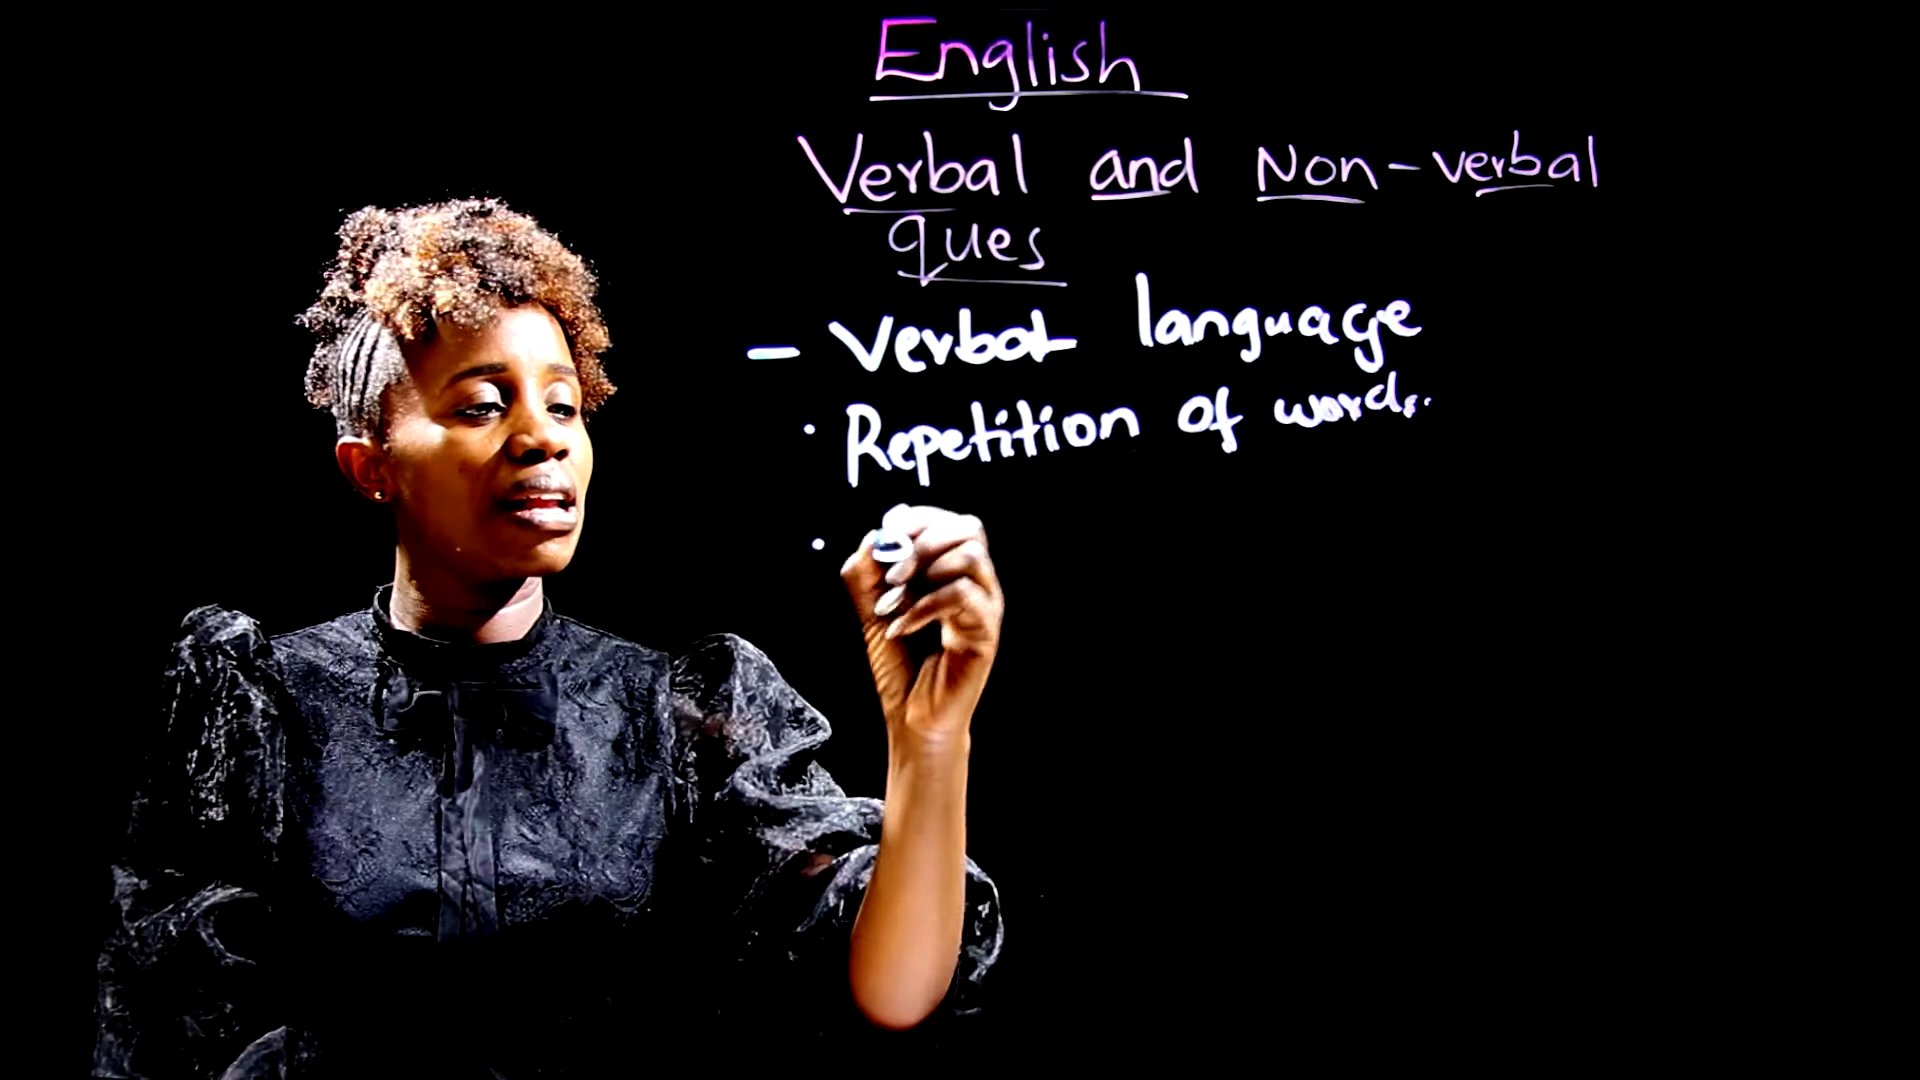 English
Verbal and Non-verbal
ques
- Verbal language
· Repetition of words.
·